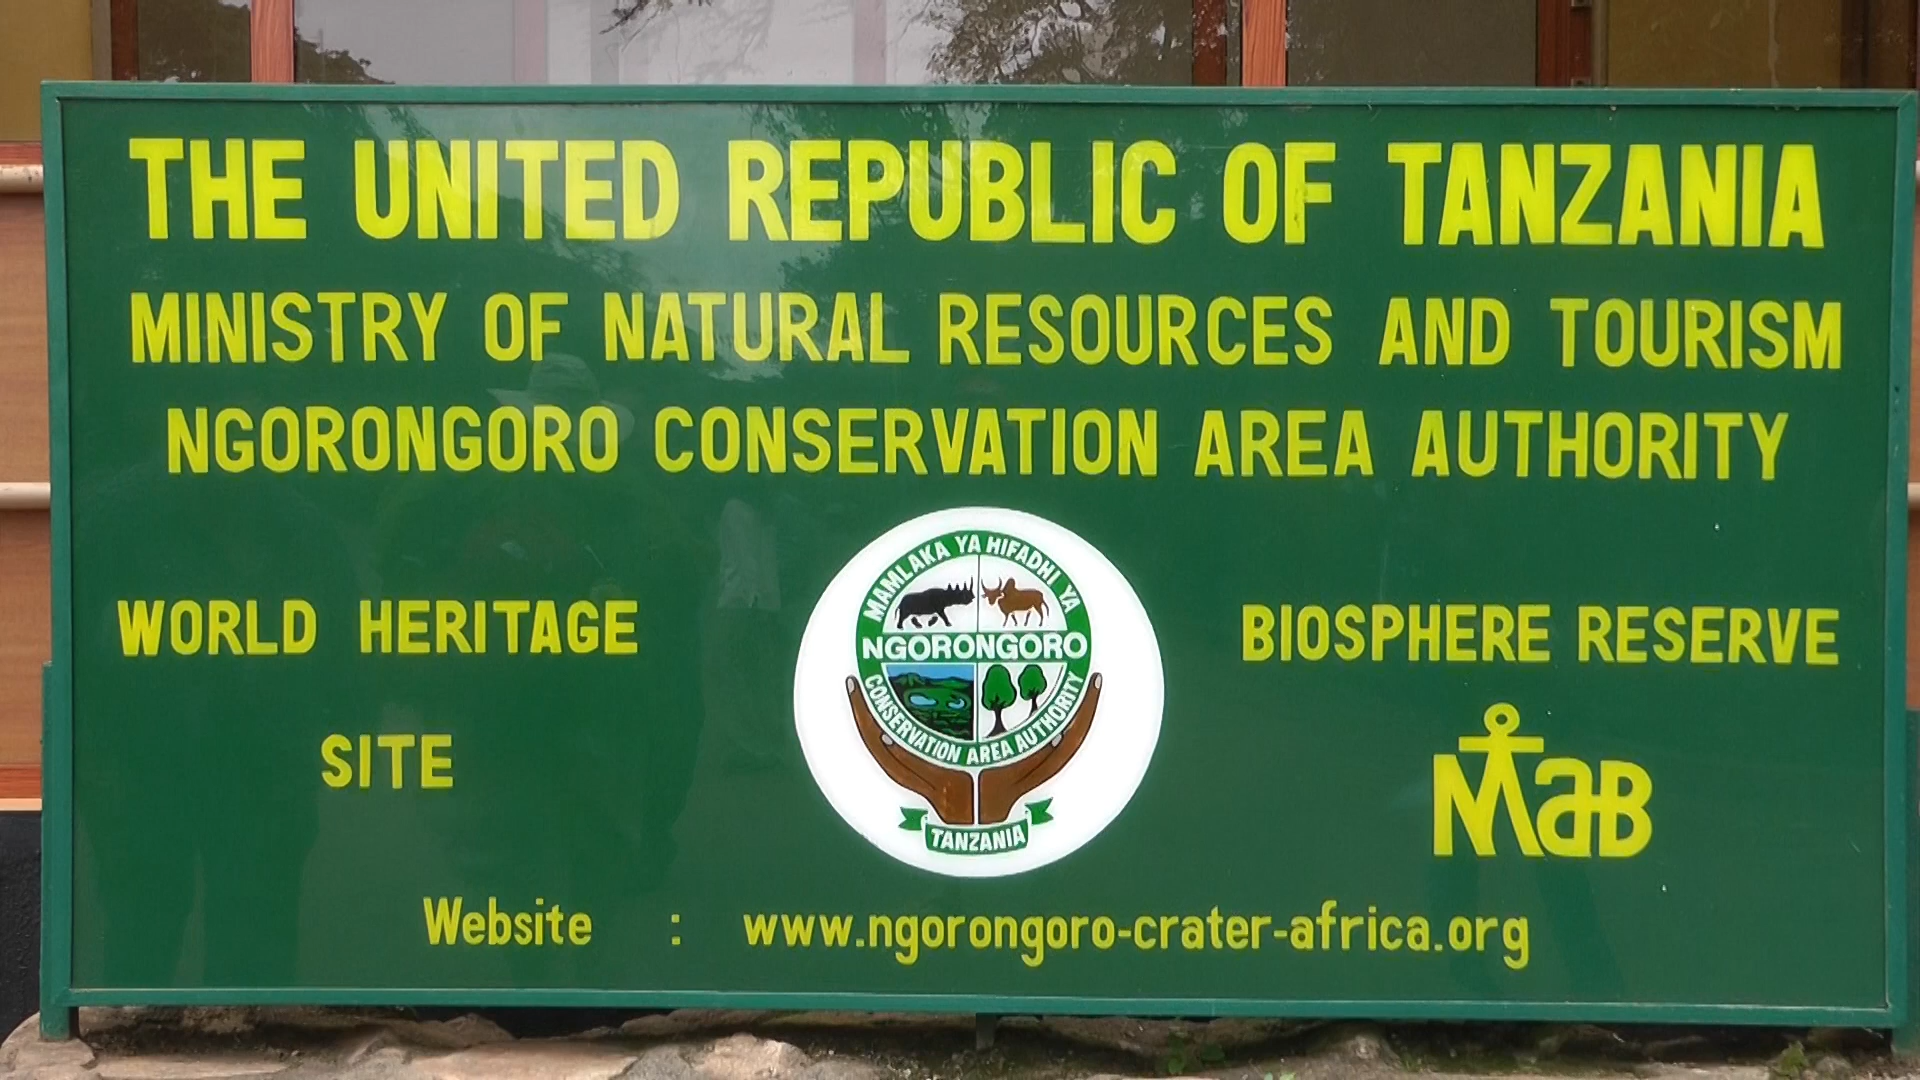 THE UNITED REPUBLIC OF TANZANIA
MINISTRY OF NATURAL RESOURCES AND TOURISM
NGORONGORO CONSERVATION AREA AUTHORITY
WORLD HERITAGE
SITE
MAMLAKA YA HIFADHI YA
NGORONGORO
CONSERVATION AREA AUTHORITY
TANZANIA
BIOSPHERE RESERVE
MaB
Website : www.ngorongoro-crater-africa.org